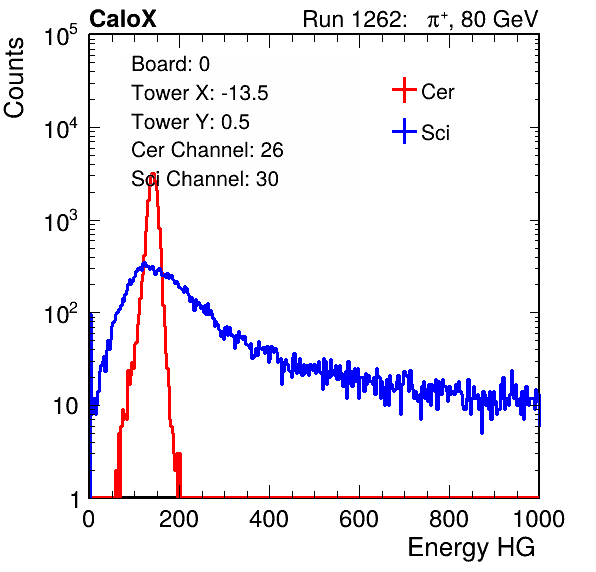 CaloX Run 1262: π⁺, 80 GeV
Counts
Board: 0
Tower X: -13.5
Tower Y: 0.5
Cer Channel: 26
Sci Channel: 30
Cer
Sci
10⁵
10⁴
10³
10²
10
1
0 200 400 600 800 1000
Energy HG